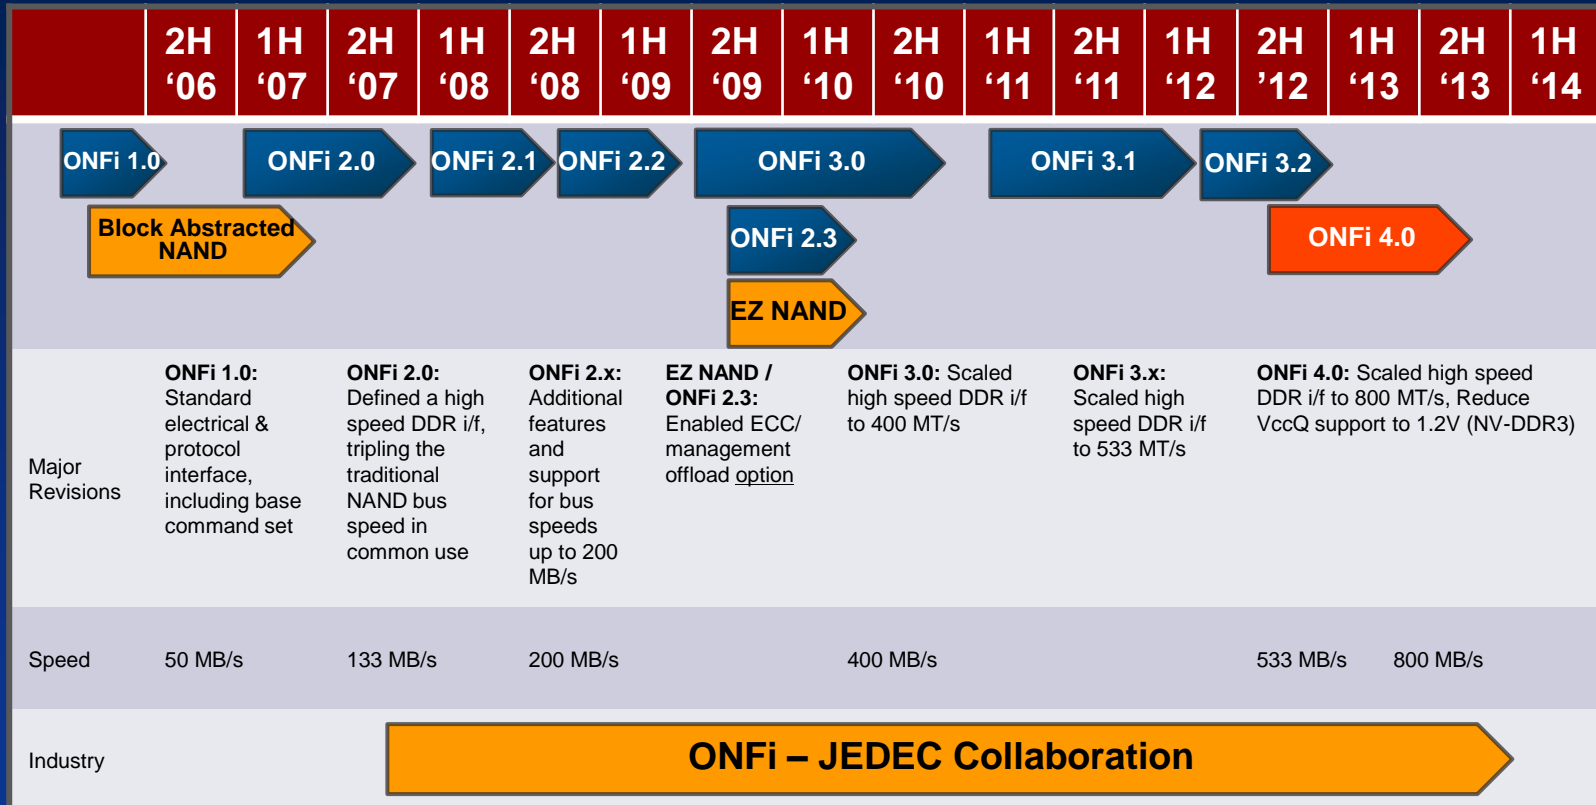 2H 1H 2H 1H 2H 1H 2H 1H 2H 1H 2H 1H 2H 1H 2H 1H
‘06 ‘07 ‘07 ‘08 ‘08 ‘09 ‘09 ‘10 ‘10 ‘11 ‘11 ‘12 ’12 ‘13 ‘13 ‘14
ONFi 1.0
ONFi 2.0
ONFi 2.1
ONFi 2.2
ONFi 3.0
ONFi 3.1
ONFi 3.2
Block Abstracted
NAND
ONFi 2.3
ONFi 4.0
EZ NAND
Major
Revisions
ONFi 1.0:
Standard
electrical &
protocol
interface,
including base
command set
ONFi 2.0:
Defined a high
speed DDR i/f,
tripling the
traditional
NAND bus
speed in
common use
ONFi 2.x:
Additional
features
and
support
for bus
speeds
up to 200
MB/s
EZ NAND /
ONFi 2.3:
Enabled ECC/
management
offload option
ONFi 3.0: Scaled
high speed DDR i/f
to 400 MT/s
ONFi 3.x:
Scaled high
speed DDR i/f
to 533 MT/s
ONFi 4.0: Scaled high speed
DDR i/f to 800 MT/s, Reduce
VccQ support to 1.2V (NV-DDR3)
Speed 50 MB/s 133 MB/s 200 MB/s 400 MB/s 533 MB/s 800 MB/s
Industry
ONFi – JEDEC Collaboration